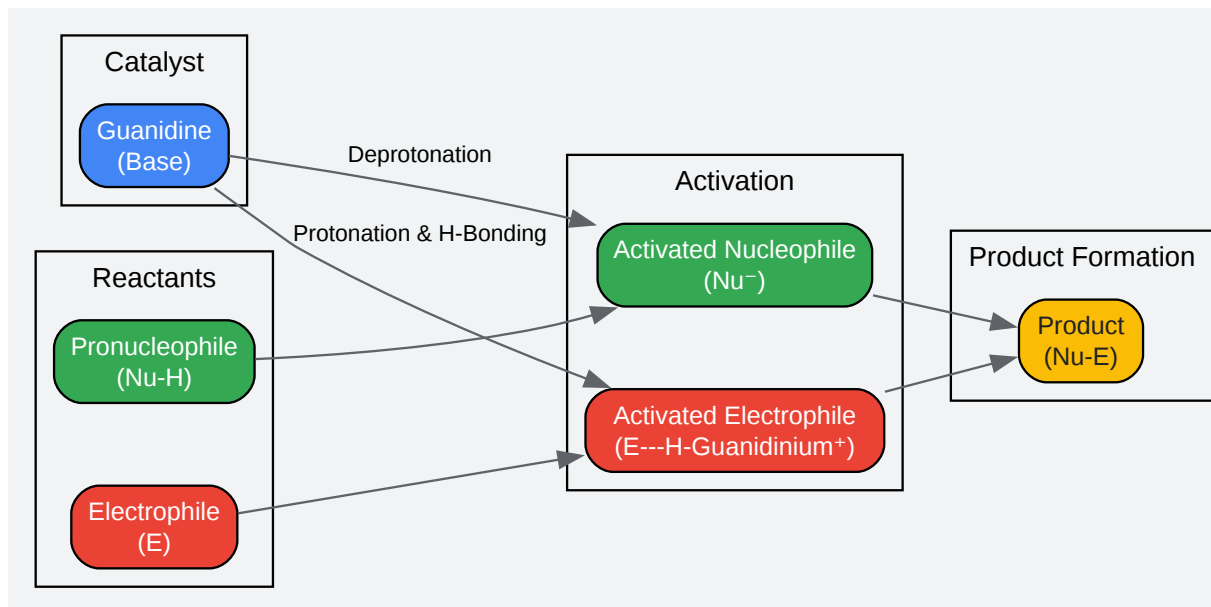 Catalyst
Guanidine
(Base)
Reactants
Pronucleophile
(Nu-H)
Electrophile
(E)
Deprotonation
Protonation & H-Bonding
Activation
Activated Nucleophile
(Nu⁻)
Activated Electrophile
(E---H-Guanidinium⁺)
Product Formation
Product
(Nu-E)